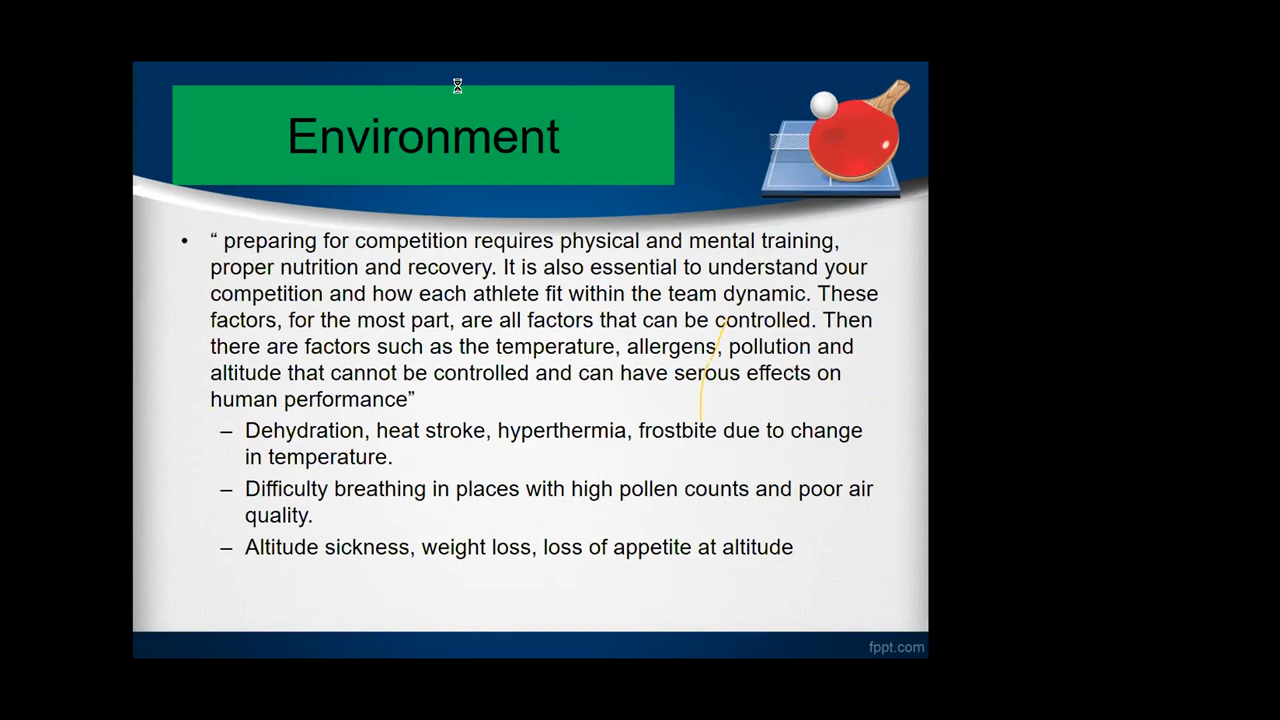 Environment
• “ preparing for competition requires physical and mental training,
proper nutrition and recovery. It is also essential to understand your
competition and how each athlete fit within the team dynamic. These
factors, for the most part, are all factors that can be controlled. Then
there are factors such as the temperature, allergens, pollution and
altitude that cannot be controlled and can have serous effects on
human performance”
– Dehydration, heat stroke, hyperthermia, frostbite due to change
in temperature.
– Difficulty breathing in places with high pollen counts and poor air
quality.
– Altitude sickness, weight loss, loss of appetite at altitude
fppt.com